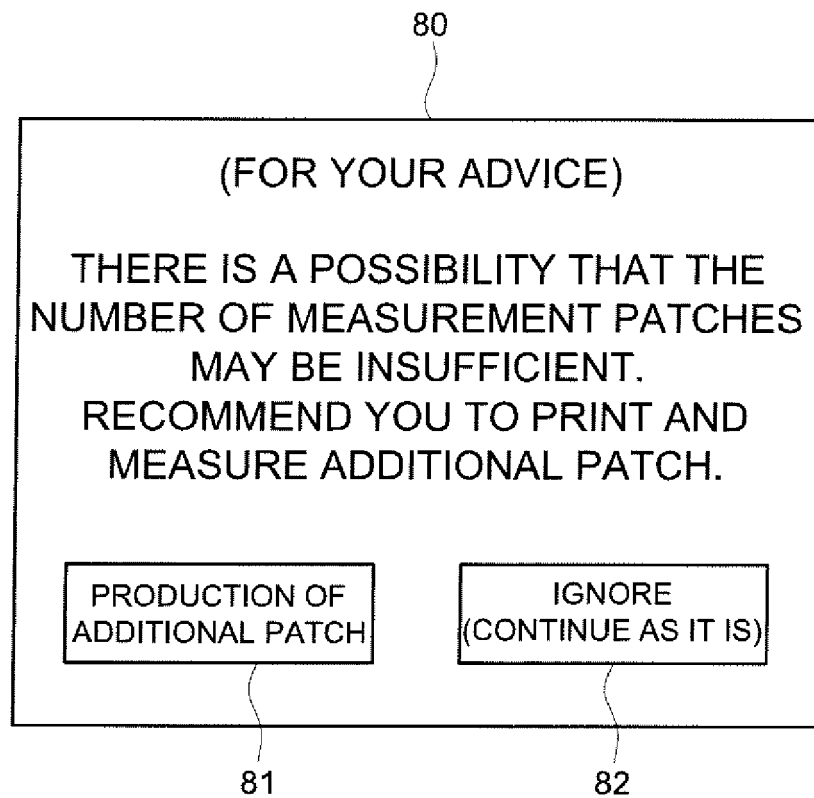 80
(FOR YOUR ADVICE)
THERE IS A POSSIBILITY THAT THE
NUMBER OF MEASUREMENT PATCHES
MAY BE INSUFFICIENT.
RECOMMEND YOU TO PRINT AND
MEASURE ADDITIONAL PATCH.
PRODUCTION OF
ADDITIONAL PATCH
IGNORE
(CONTINUE AS IT IS)
81
82